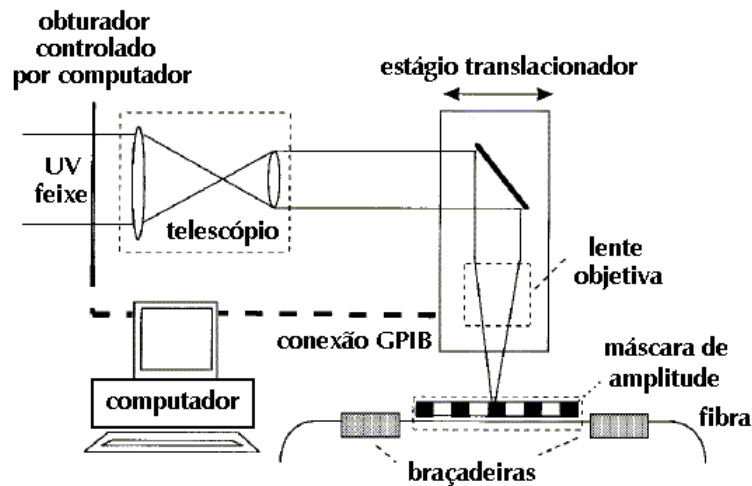 obturador
controlado
por computador
estágio translacionador
UV
feixe
telescópio
lente
objetiva
conexão GPIB
máscara de
amplitude
computador
fibra
braçadeiras